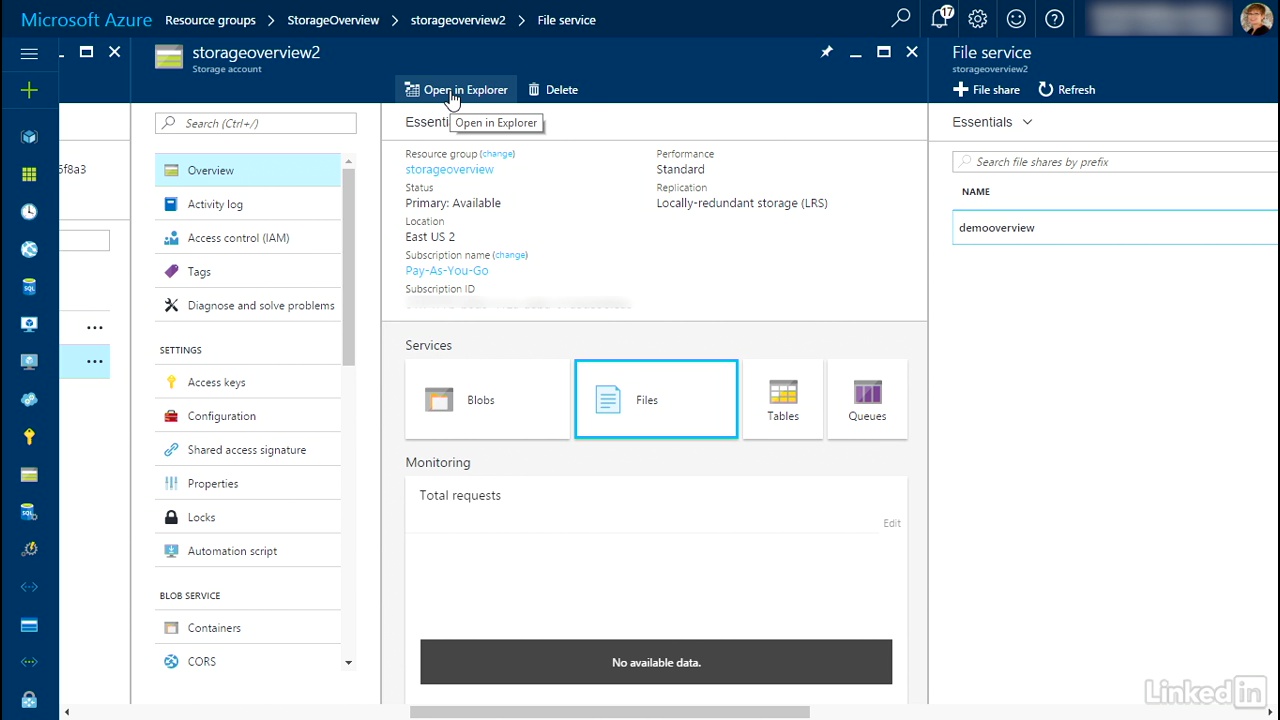 Microsoft Azure Resource groups > StorageOverview > storageoverview2 > File service
17
storageoverview2
Storage account
File service
storageoverview2
Open in Explorer
Delete
File share
Refresh
Open in Explorer
6f8a3
Search (Ctrl+/)
Overview
Activity log
Access control (IAM)
Tags
Diagnose and solve problems
SETTINGS
Access keys
Configuration
Shared access signature
Properties
Locks
Automation script
BLOB SERVICE
Containers
CORS
Essenti
Resource group (change)
storageoverview
Status
Primary: Available
Location
East US 2
Subscription name (change)
Pay-As-You-Go
Subscription ID
Performance
Standard
Replication
Locally-redundant storage (LRS)
Services
Blobs
Files
Tables
Queues
Monitoring
Total requests
Edit
No available data.
Essentials
Search file shares by prefix
NAME
demooverview
LinkedIn